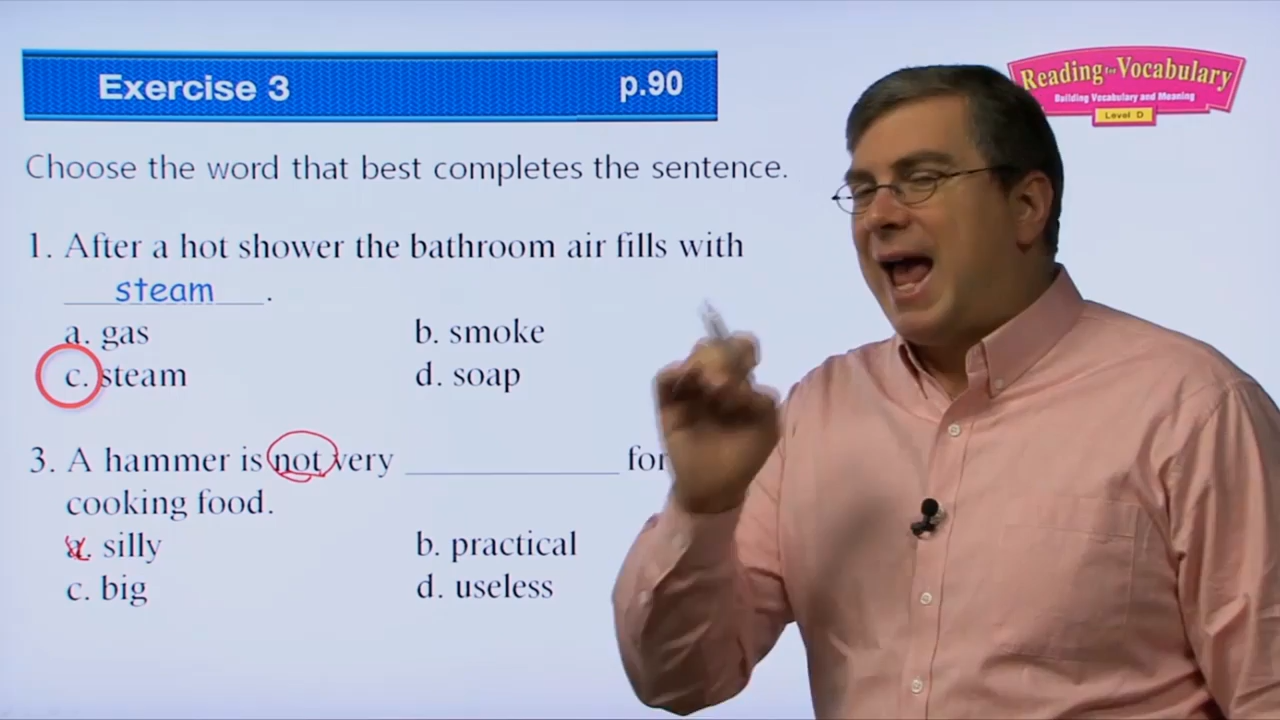 Exercise 3 p.90
Reading for Vocabulary
Building Vocabulary and Meaning
Level D
Choose the word that best completes the sentence.
1. After a hot shower the bathroom air fills with
steam.
a. gas b. smoke
c. steam d. soap
3. A hammer is not very ____________ for
cooking food.
a. silly b. practical
c. big d. useless